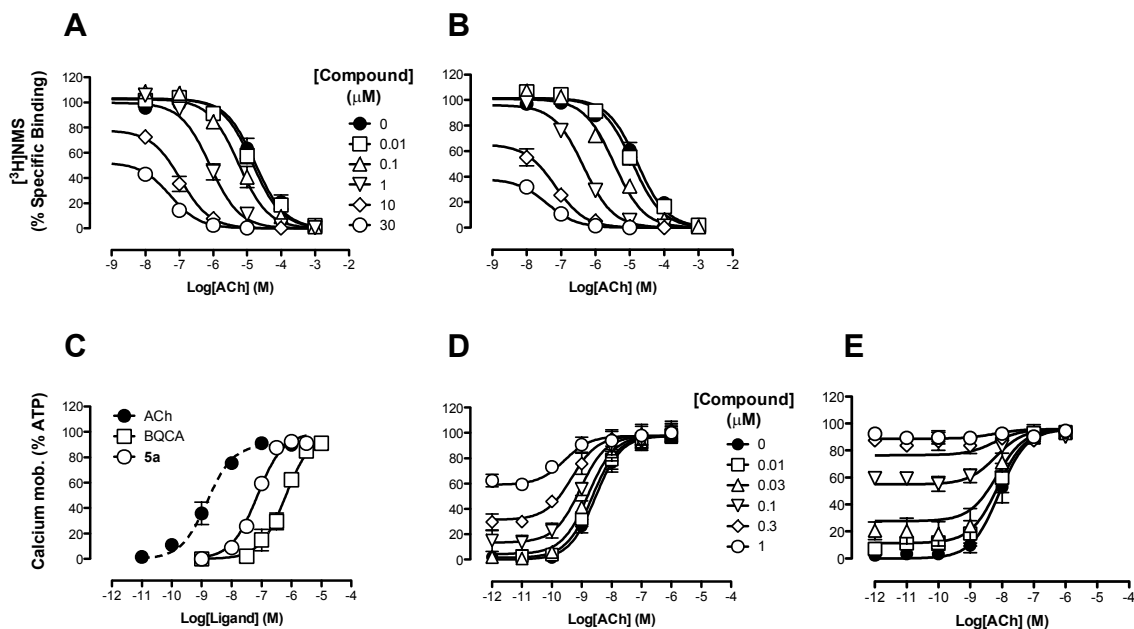 A
B
[³H]NMS
(% Specific Binding)
120
100
80
60
40
20
0
-9 -8 -7 -6 -5 -4 -3 -2
Log[ACh] (M)
[Compound]
(μM)
0
0.01
0.1
1
10
30
120
100
80
60
40
20
0
-9 -8 -7 -6 -5 -4 -3 -2
Log[ACh] (M)
C
D
E
Calcium mob. (% ATP)
120
100
80
60
40
20
0
ACh
BQCA
5a
-12 -11 -10 -9 -8 -7 -6 -5 -4
Log[Ligand] (M)
120
100
80
60
40
20
0
-12 -11 -10 -9 -8 -7 -6 -5 -4
Log[ACh] (M)
[Compound]
(μM)
0
0.01
0.03
0.1
0.3
1
120
100
80
60
40
20
0
-12 -11 -10 -9 -8 -7 -6 -5 -4
Log[ACh] (M)